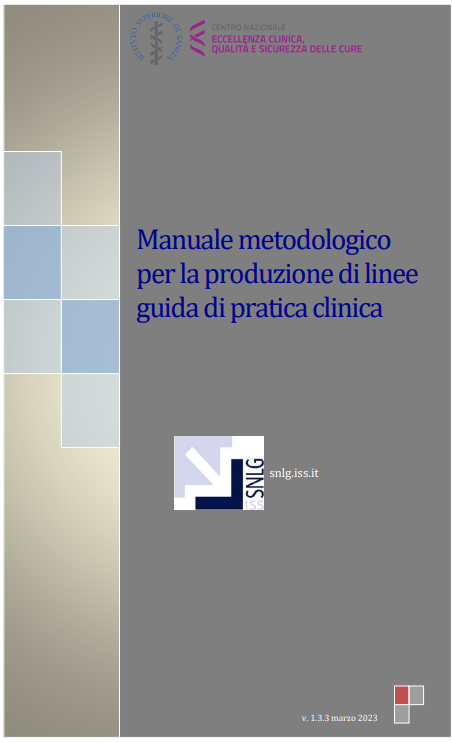 ISTITUTO SUPERIORE DI SANITÀ
CENTRO NAZIONALE
ECCELLENZA CLINICA,
QUALITÀ E SICUREZZA DELLE CURE
Manuale metodologico
per la produzione di linee
guida di pratica clinica
SNLG
ISS
snlg.iss.it
v. 1.3.3 marzo 2023